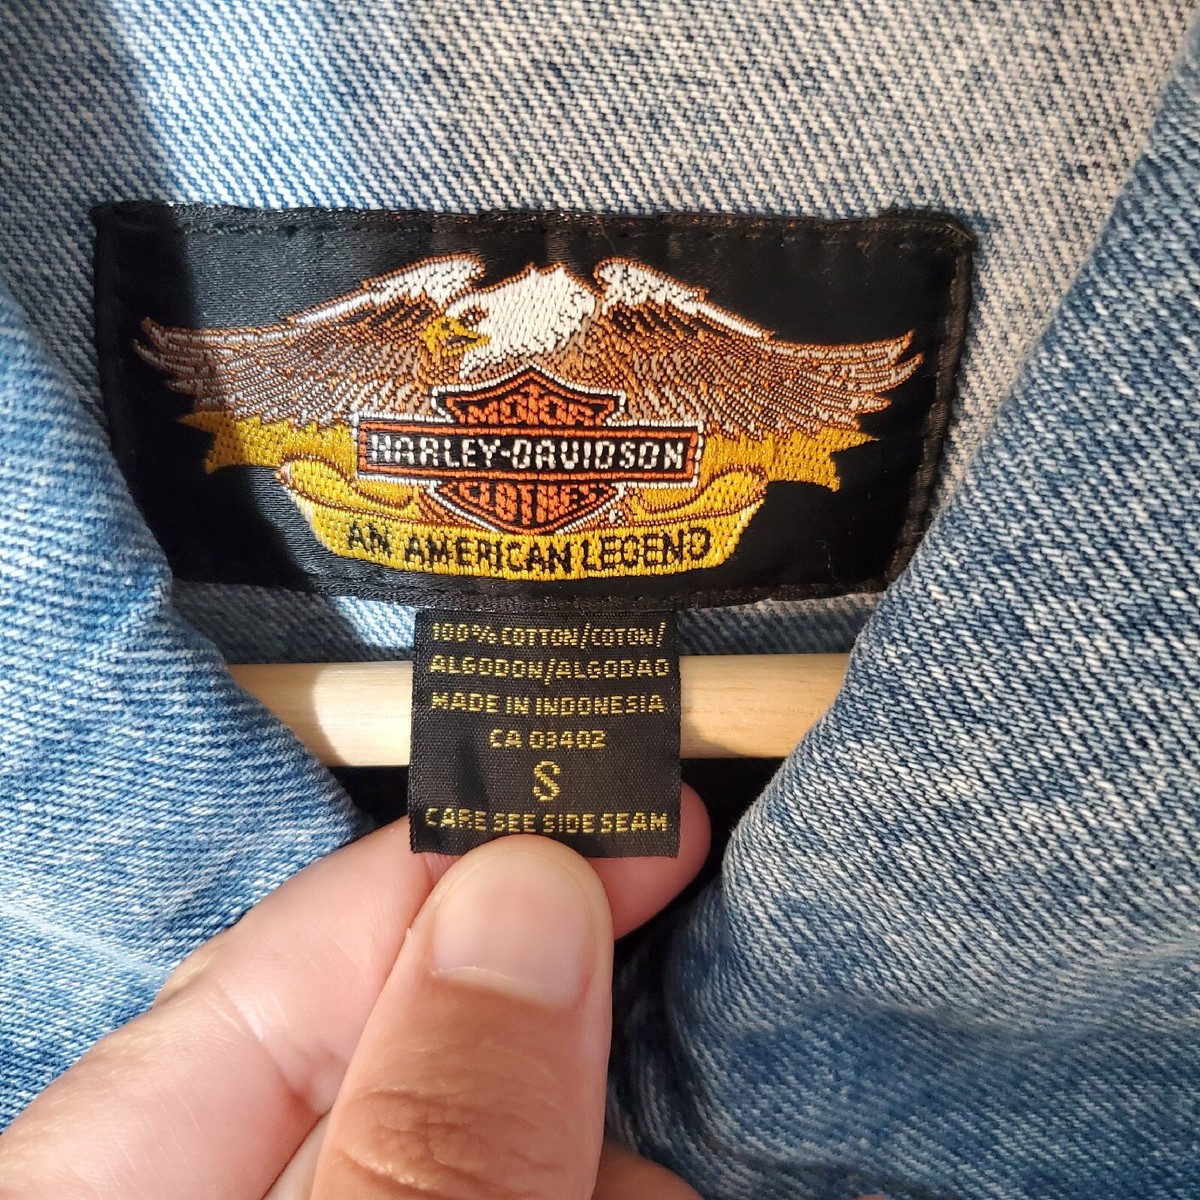 MOTOR
HARLEY-DAVIDSON
CLOTHES
AN AMERICAN LEGEND
100% COTTON/COTON/
ALGODON/ALGODAO
MADE IN INDONESIA
CA 03402
S
CARE SEE SIDE SEAM